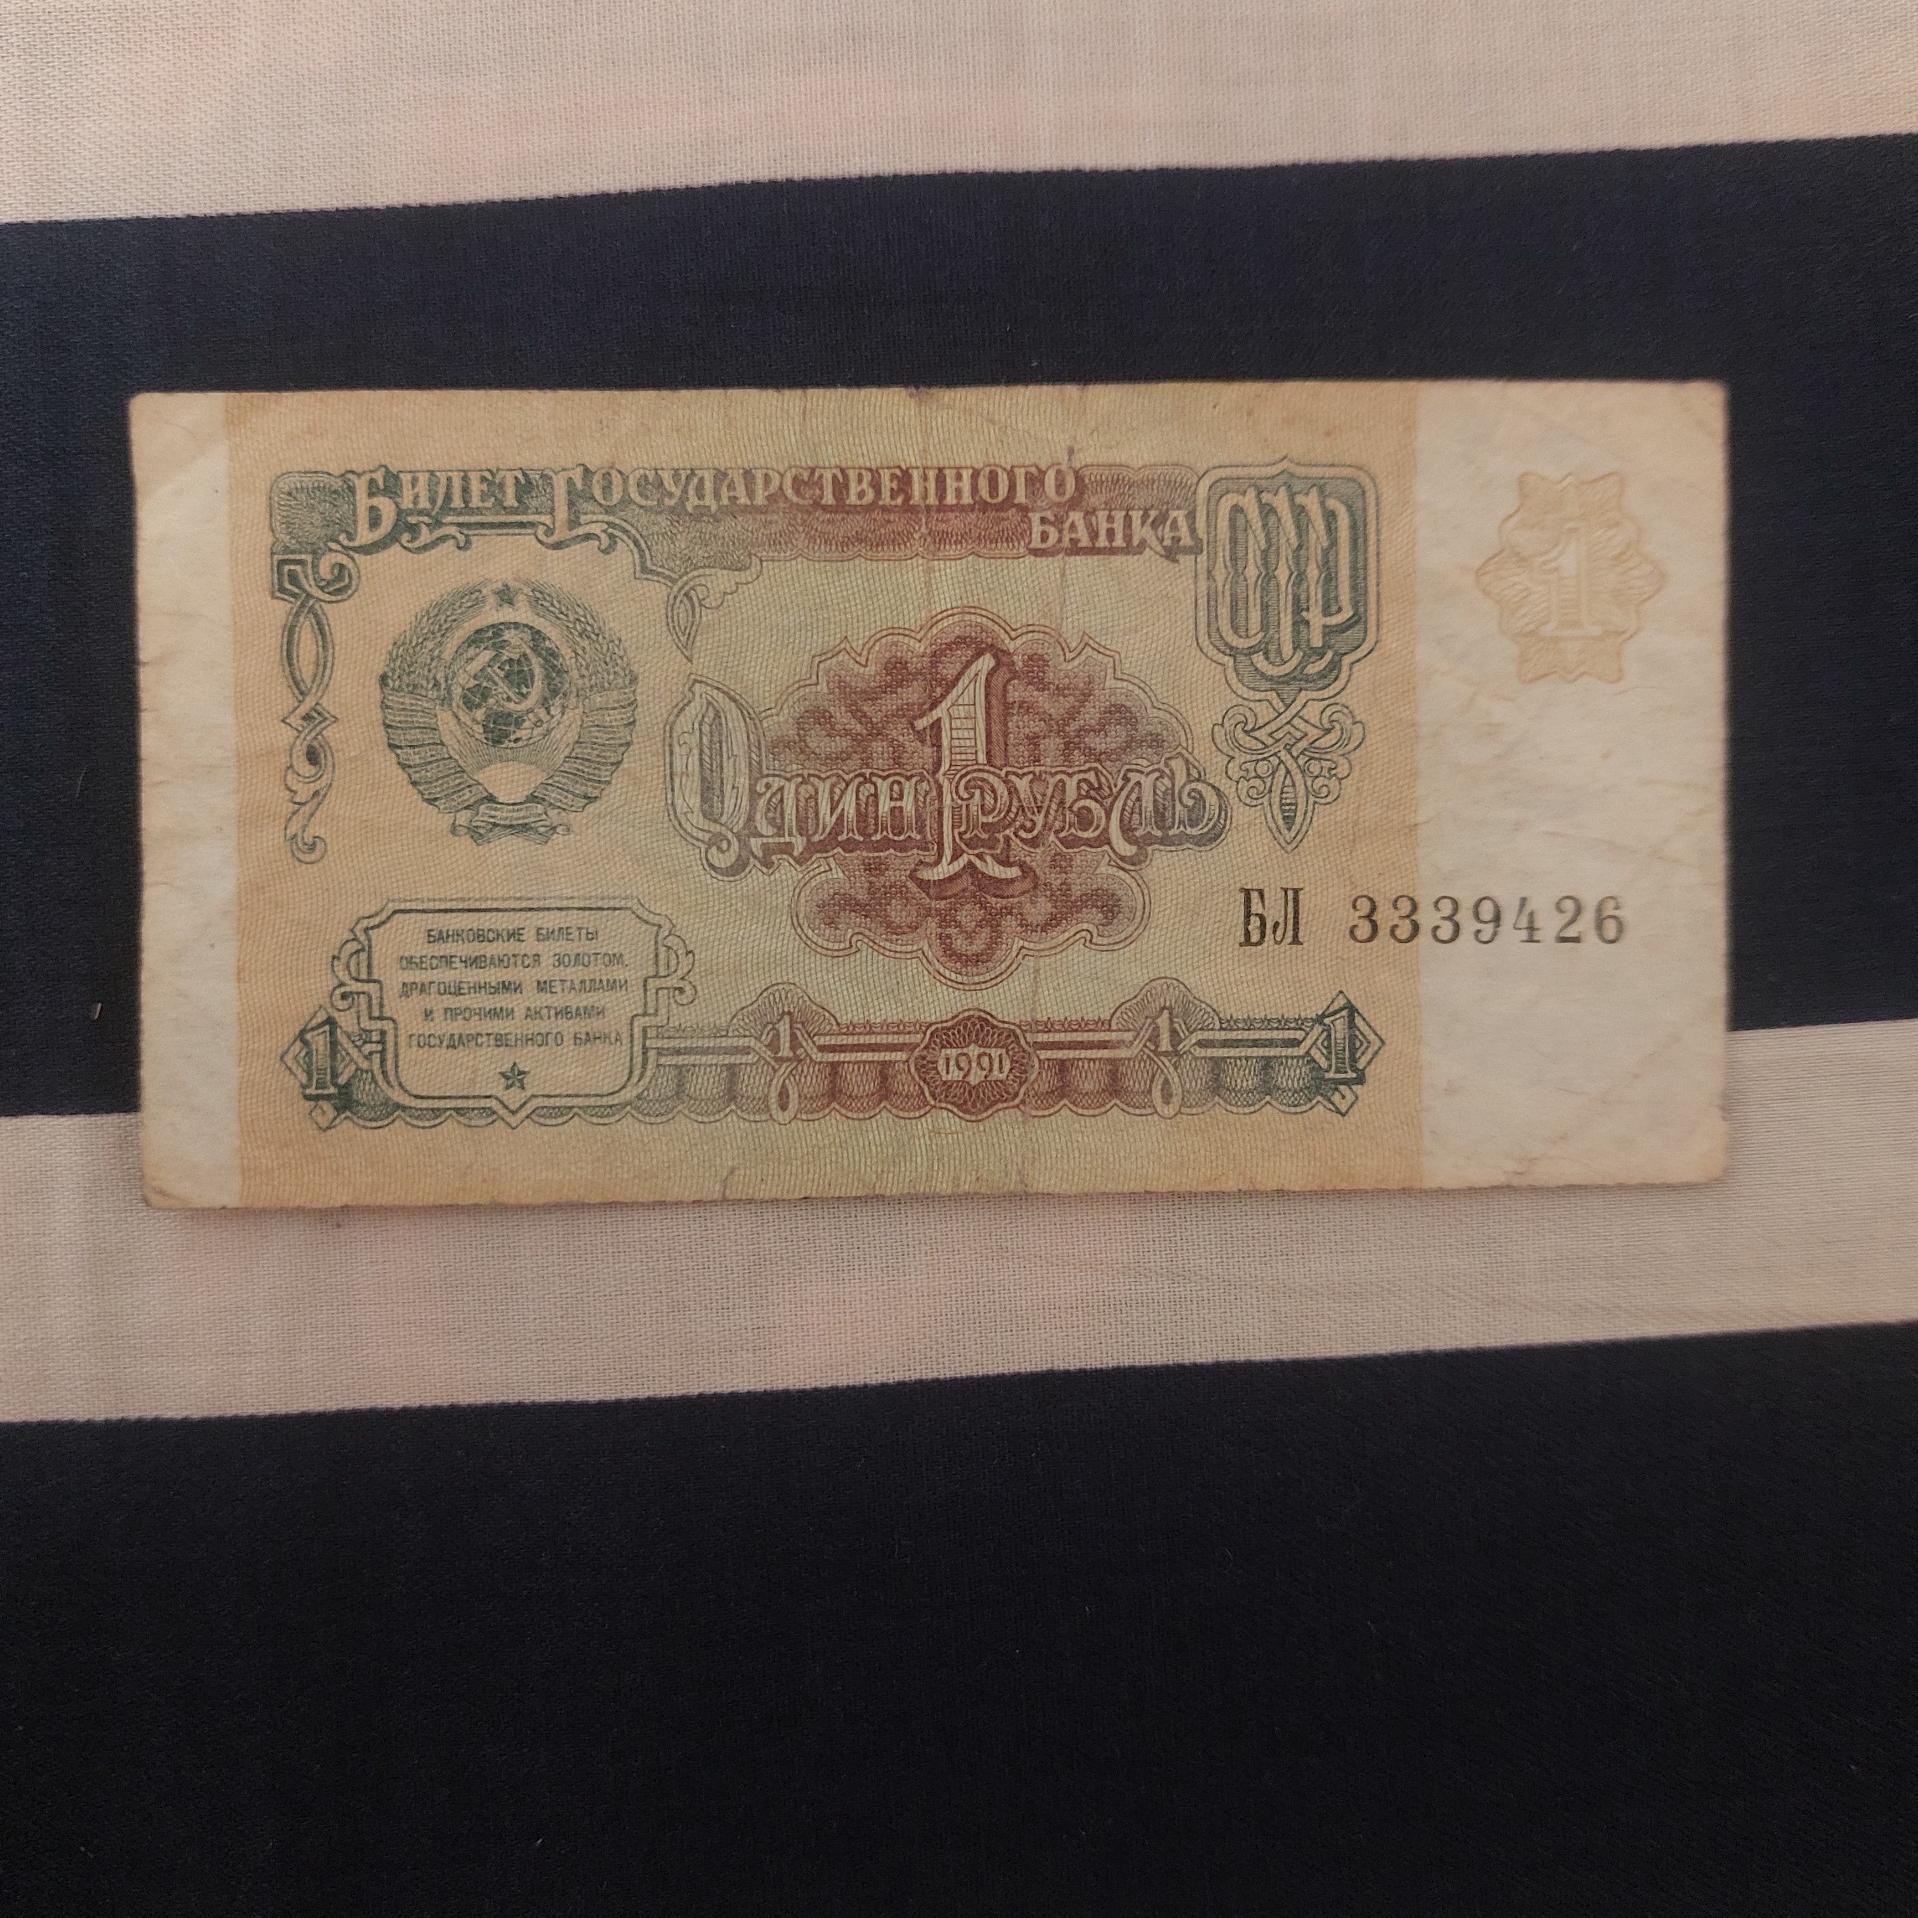 Билет Государственного
банка
СССР
1
1
Один рубль
БЛ 3339426
БАНКОВСКИЕ БИЛЕТЫ
ОБЕСПЕЧИВАЮТСЯ ЗОЛОТОМ,
ДРАГОЦЕННЫМИ МЕТАЛЛАМИ
И ПРОЧИМИ АКТИВАМИ
ГОСУДАРСТВЕННОГО БАНКА
1 1 1991 1 1